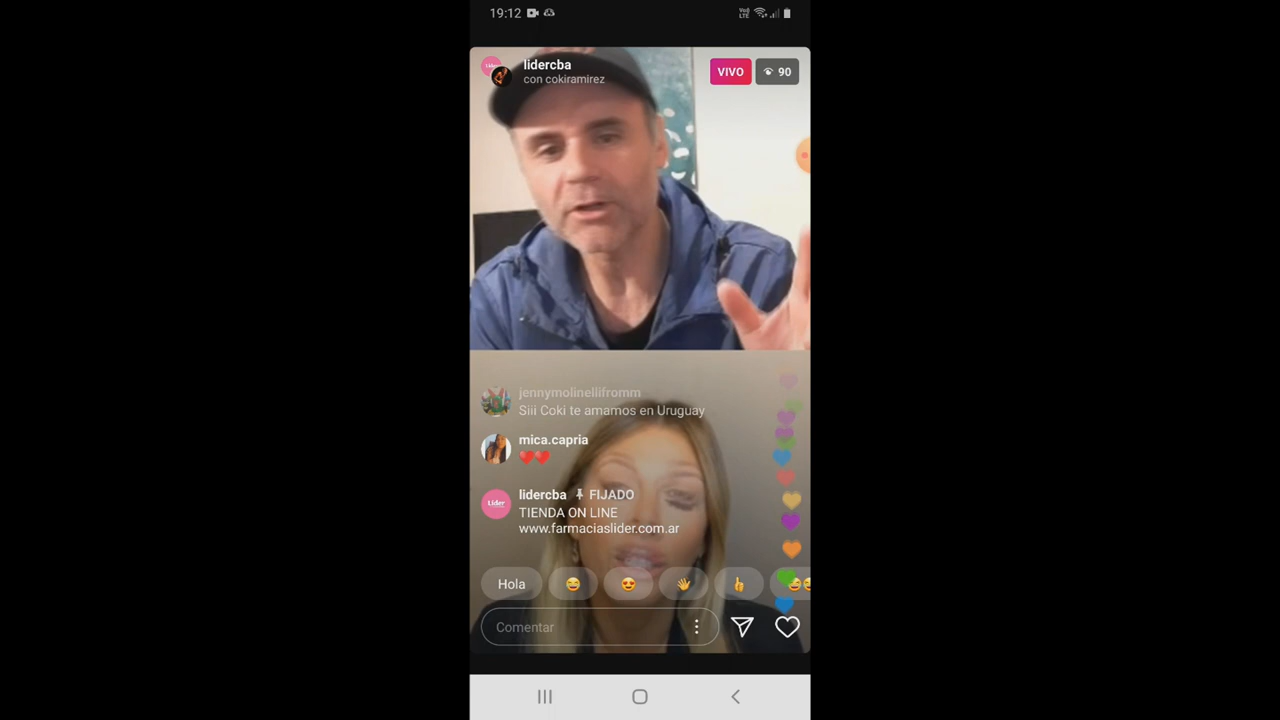 19:12
lidercba
con cokiramirez
VIVO
90
jennymolinellifromm
Siii Coki te amamos en Uruguay
mica.capria
lidercba FIJADO
Líder
TIENDA ON LINE
www.farmaciaslider.com.ar
Hola
Comentar